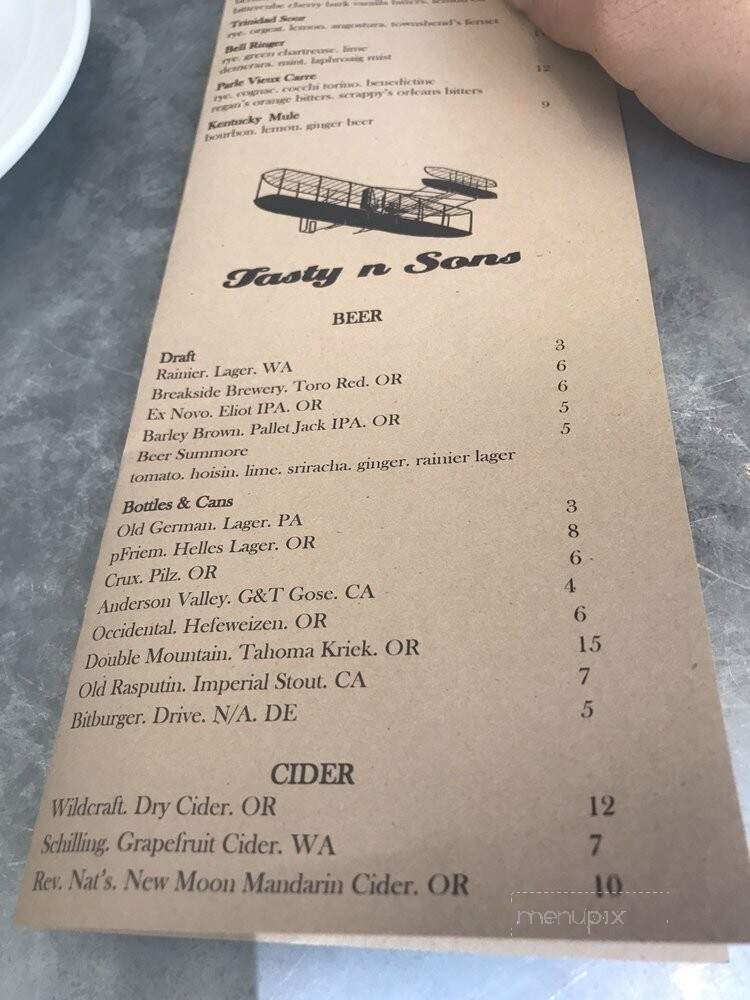 bittercube cherry bark vanilla bitters, lemon
Trinidad Sour
rye. orgeat. lemon. angostura. townshend's fernet
Bell Ringer
rye. green chartreuse. lime
demerara. mint. laphroaig mist
Parle Vieux Carre 12
rye. cognac. cocchi torino. benedictine
regan's orange bitters. scrappy's orleans bitters
Kentucky Mule 9
bourbon. lemon. ginger beer
Tasty n Sons
BEER
Draft
Rainier. Lager. WA 3
Breakside Brewery. Toro Red. OR 6
Ex Novo. Eliot IPA. OR 6
Barley Brown. Pallet Jack IPA. OR 5
Beer Summore 5
tomato. hoisin. lime. sriracha. ginger. rainier lager
Bottles & Cans
Old German. Lager. PA 3
pFriem. Helles Lager. OR 8
Crux. Pilz. OR 6
Anderson Valley. G&T Gose. CA 4
Occidental. Hefeweizen. OR 6
Double Mountain. Tahoma Kriek. OR 15
Old Rasputin. Imperial Stout. CA 7
Bitburger. Drive. N/A. DE 5
CIDER
Wildcraft. Dry Cider. OR 12
Schilling. Grapefruit Cider. WA 7
Rev. Nat's. New Moon Mandarin Cider. OR 10
menupix